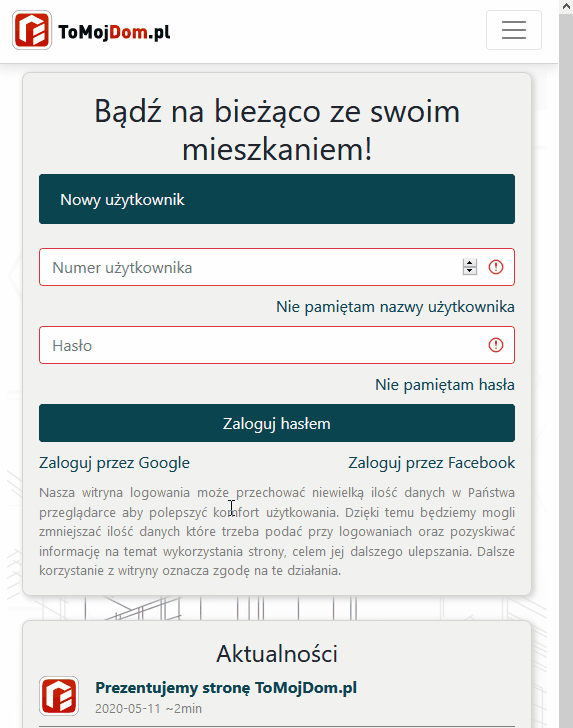 ToMojDom.pl
Bądź na bieżąco ze swoim
mieszkaniem!
Nowy użytkownik
Numer użytkownika
Nie pamiętam nazwy użytkownika
Hasło
Nie pamiętam hasła
Zaloguj hasłem
Zaloguj przez Google Zaloguj przez Facebook
Nasza witryna logowania może przechować niewielką ilość danych w Państwa
przeglądarce aby polepszyć komfort użytkowania. Dzięki temu będziemy mogli
zmniejszać ilość danych które trzeba podać przy logowaniach oraz pozyskiwać
informację na temat wykorzystania strony, celem jej dalszego ulepszania. Dalsze
korzystanie z witryny oznacza zgodę na te działania.
Aktualności
Prezentujemy stronę ToMojDom.pl
2020-05-11 ~2min